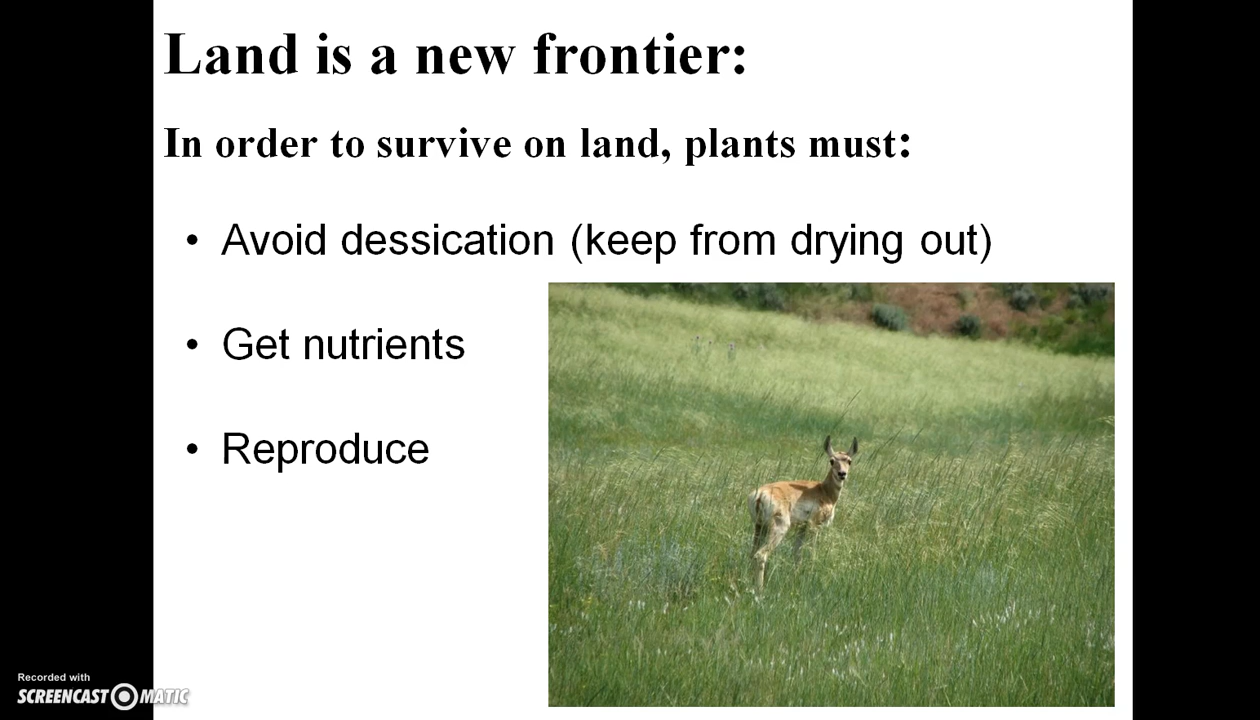 Land is a new frontier:
In order to survive on land, plants must:
• Avoid dessication (keep from drying out)
• Get nutrients
• Reproduce
Recorded with
SCREENCAST MATIC